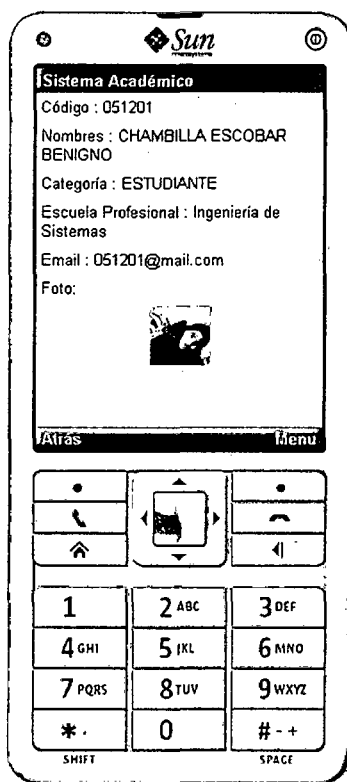 Sun
microsystems
Sistema Académico
Código : 051201
Nombres : CHAMBILLA ESCOBAR
BENIGNO
Categoría : ESTUDIANTE
Escuela Profesional : Ingeniería de
Sistemas
Email : 051201@mail.com
Foto:
Atrás Menu
1 2 ABC 3 DEF
4 GHI 5 JKL 6 MNO
7 PQRS 8 TUV 9 WXYZ
* . 0 # - +
SHIFT SPACE